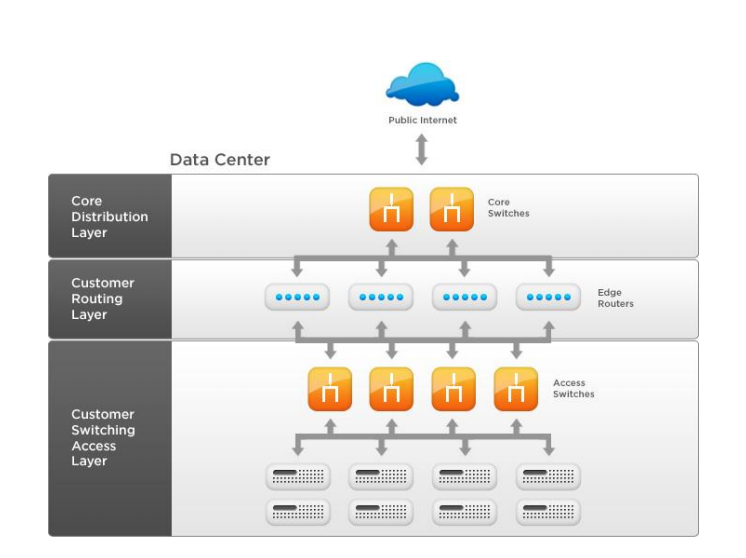 Public Internet
Data Center
Core
Distribution
Layer
Core
Switches
Customer
Routing
Layer
Edge
Routers
Customer
Switching
Access
Layer
Access
Switches